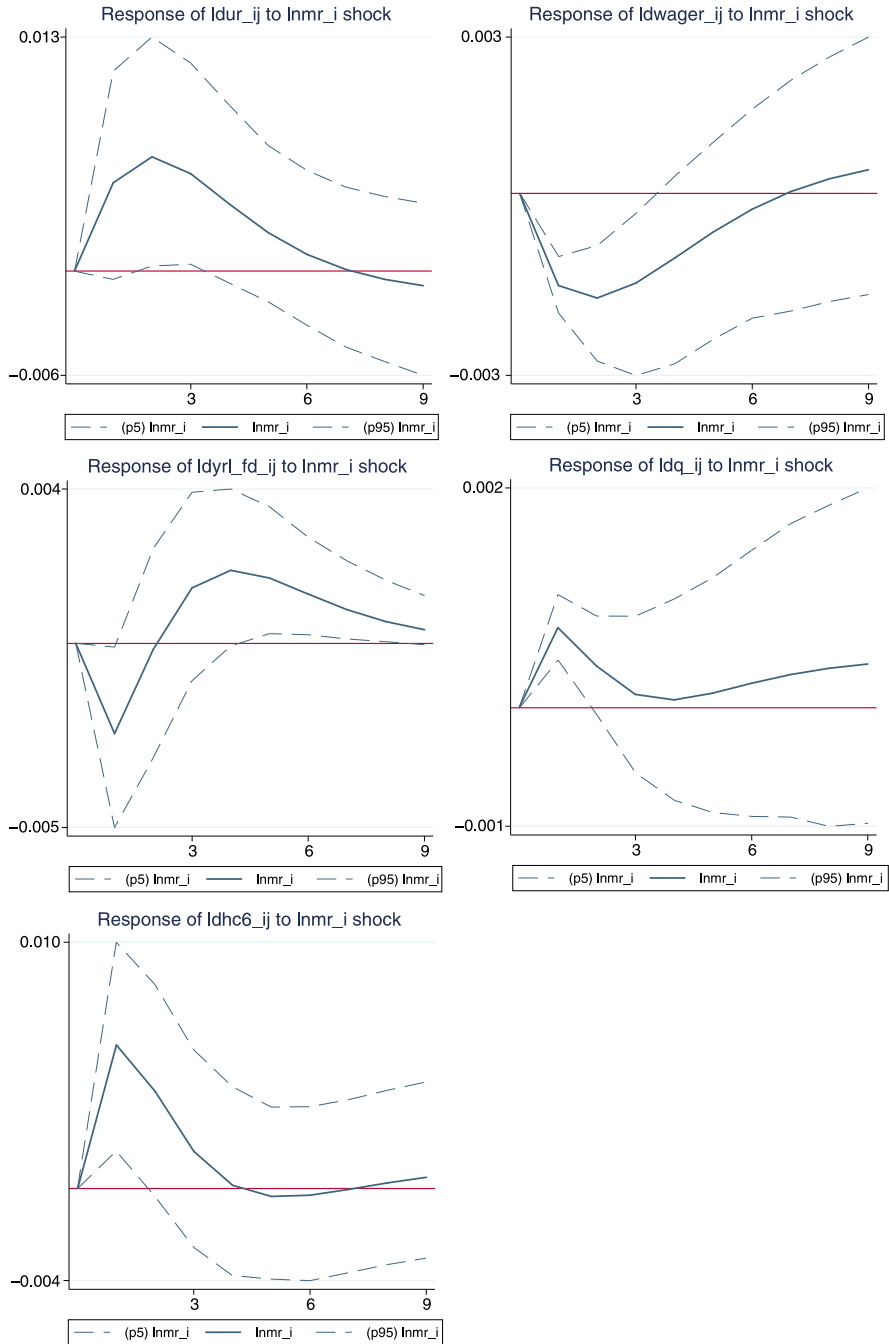 Response of ldur_ij to lnmr_i shock
0.013
−0.006
3 6 9
(p5) lnmr_i lnmr_i (p95) lnmr_i
Response of ldwager_ij to lnmr_i shock
0.003
−0.003
3 6 9
(p5) lnmr_i lnmr_i (p95) lnmr_i
Response of ldyrl_fd_ij to lnmr_i shock
0.004
−0.005
3 6 9
(p5) lnmr_i lnmr_i (p95) lnmr_i
Response of ldq_ij to lnmr_i shock
0.002
−0.001
3 6 9
(p5) lnmr_i lnmr_i (p95) lnmr_i
Response of ldhc6_ij to lnmr_i shock
0.010
−0.004
3 6 9
(p5) lnmr_i lnmr_i (p95) lnmr_i